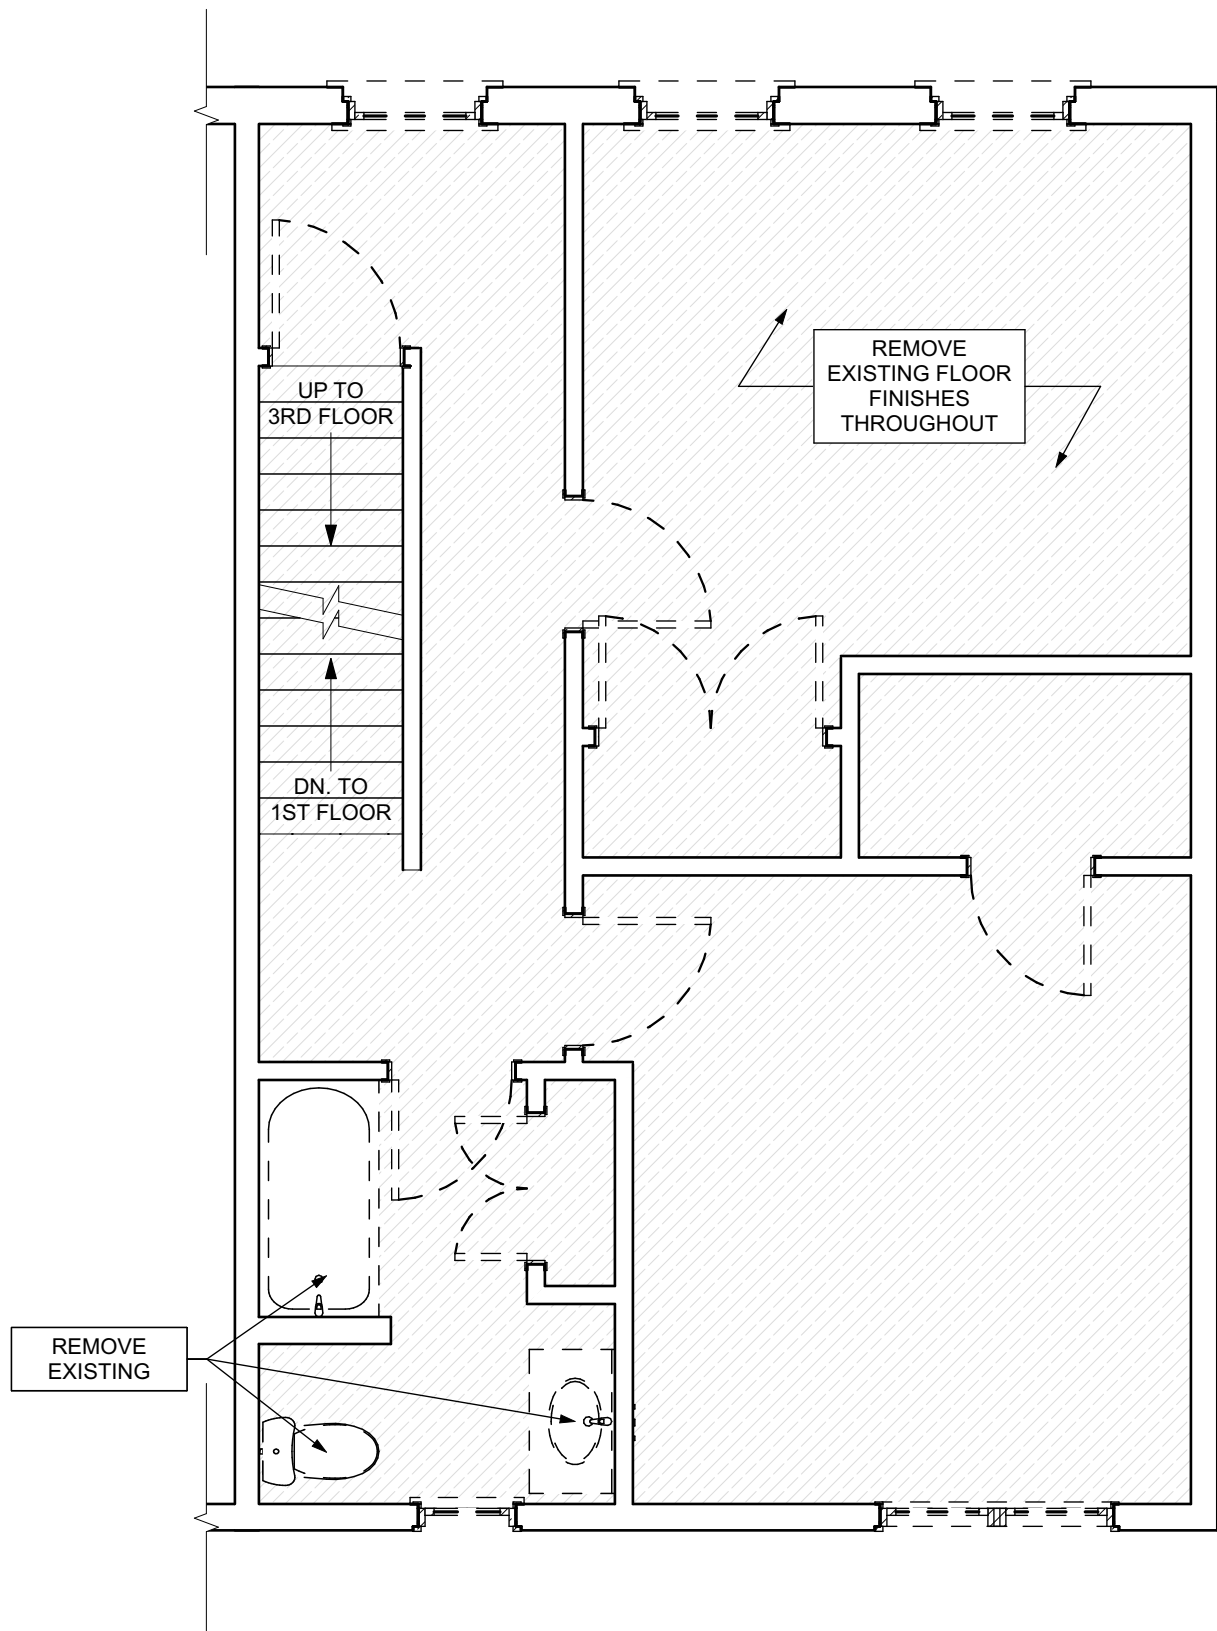 UP TO
3RD FLOOR
REMOVE
EXISTING FLOOR
FINISHES
THROUGHOUT
DN. TO
1ST FLOOR
REMOVE
EXISTING